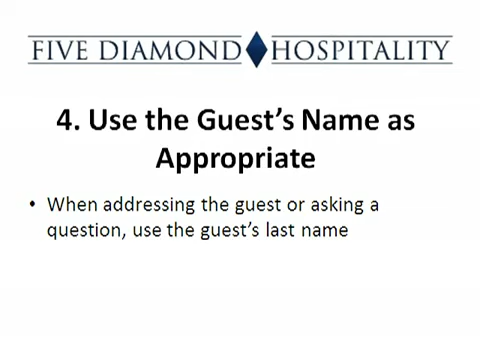 FIVE DIAMOND HOSPITALITY
4. Use the Guest's Name as
Appropriate
• When addressing the guest or asking a
question, use the guest's last name